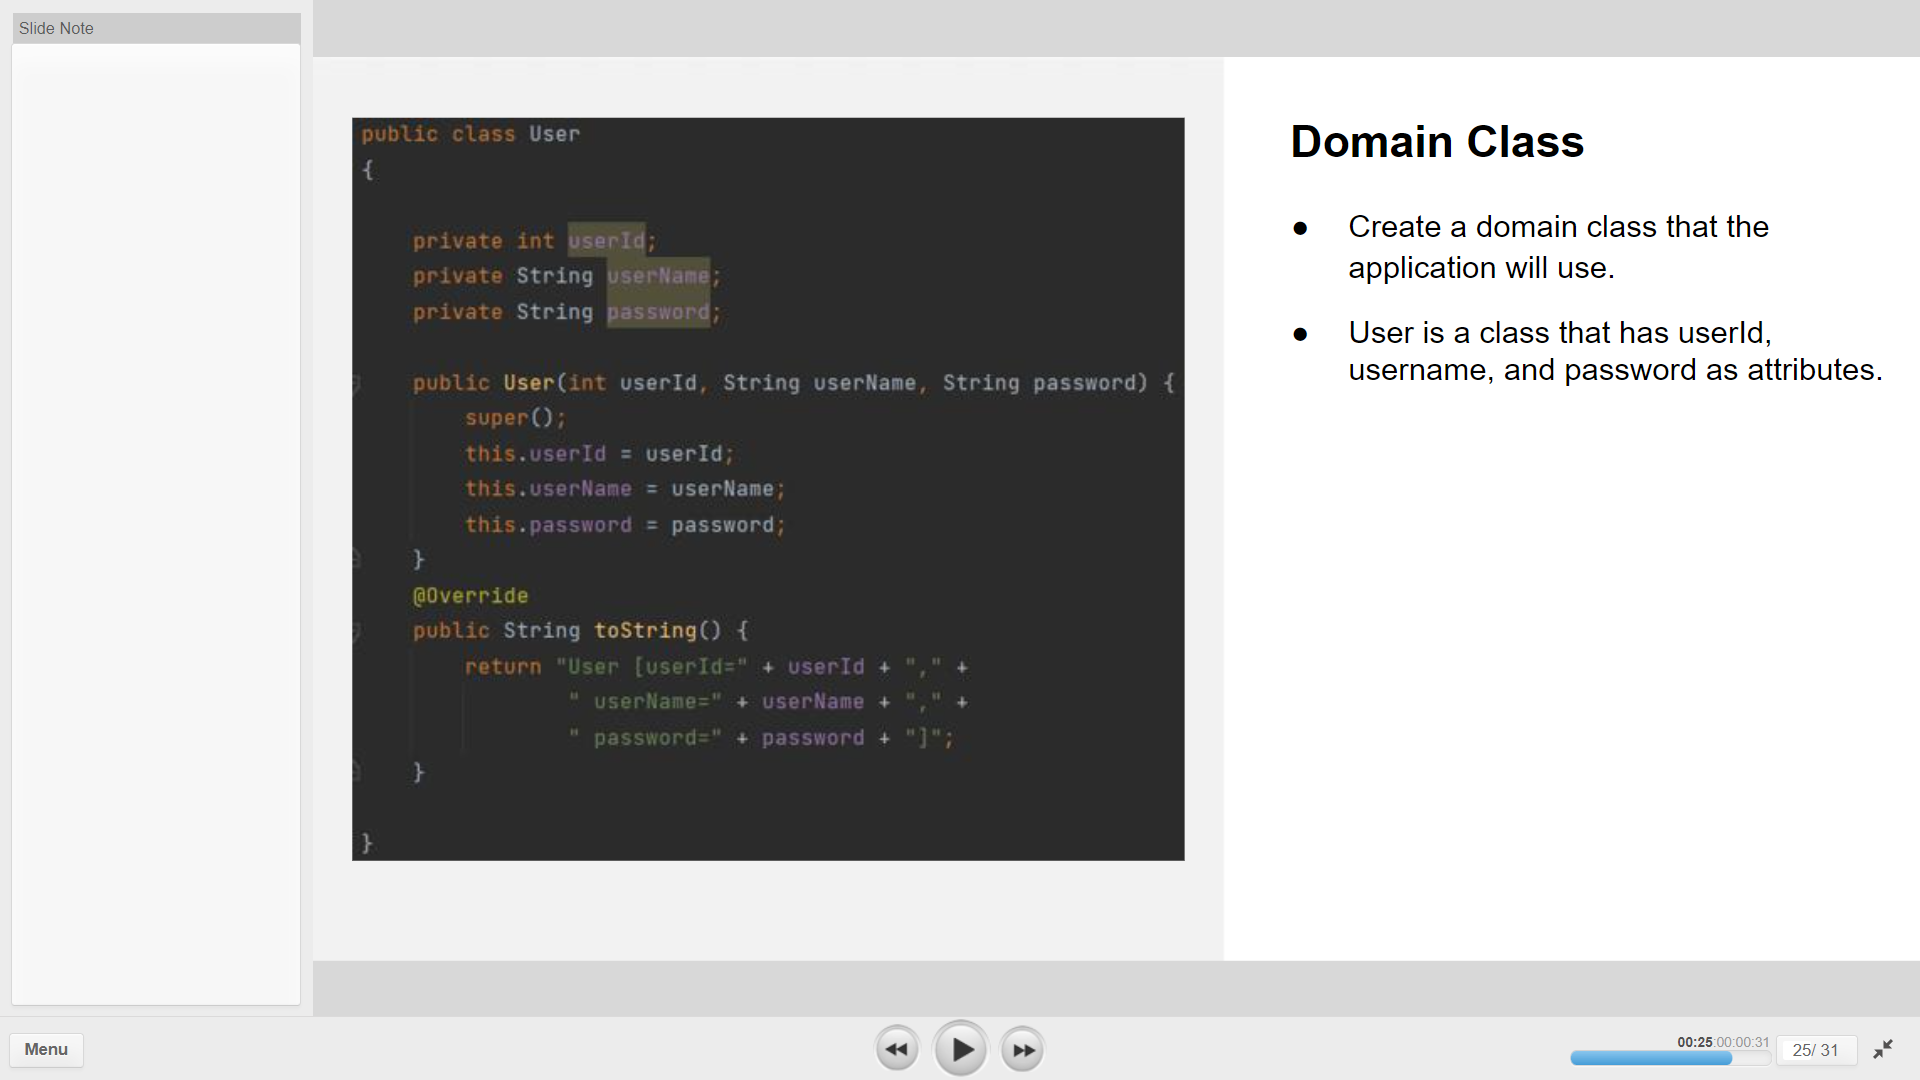 Slide Note
public class User
{
private int userId;
private String userName;
private String password;
public User(int userId, String userName, String password) {
super();
this.userId = userId;
this.userName = userName;
this.password = password;
}
@Override
public String toString() {
return "User [userId=" + userId + "," +
" userName=" + userName + "," +
" password=" + password + "]";
}
}
Domain Class
● Create a domain class that the
application will use.
● User is a class that has userId,
username, and password as attributes.
Menu
00:25:00:00:31
25/ 31